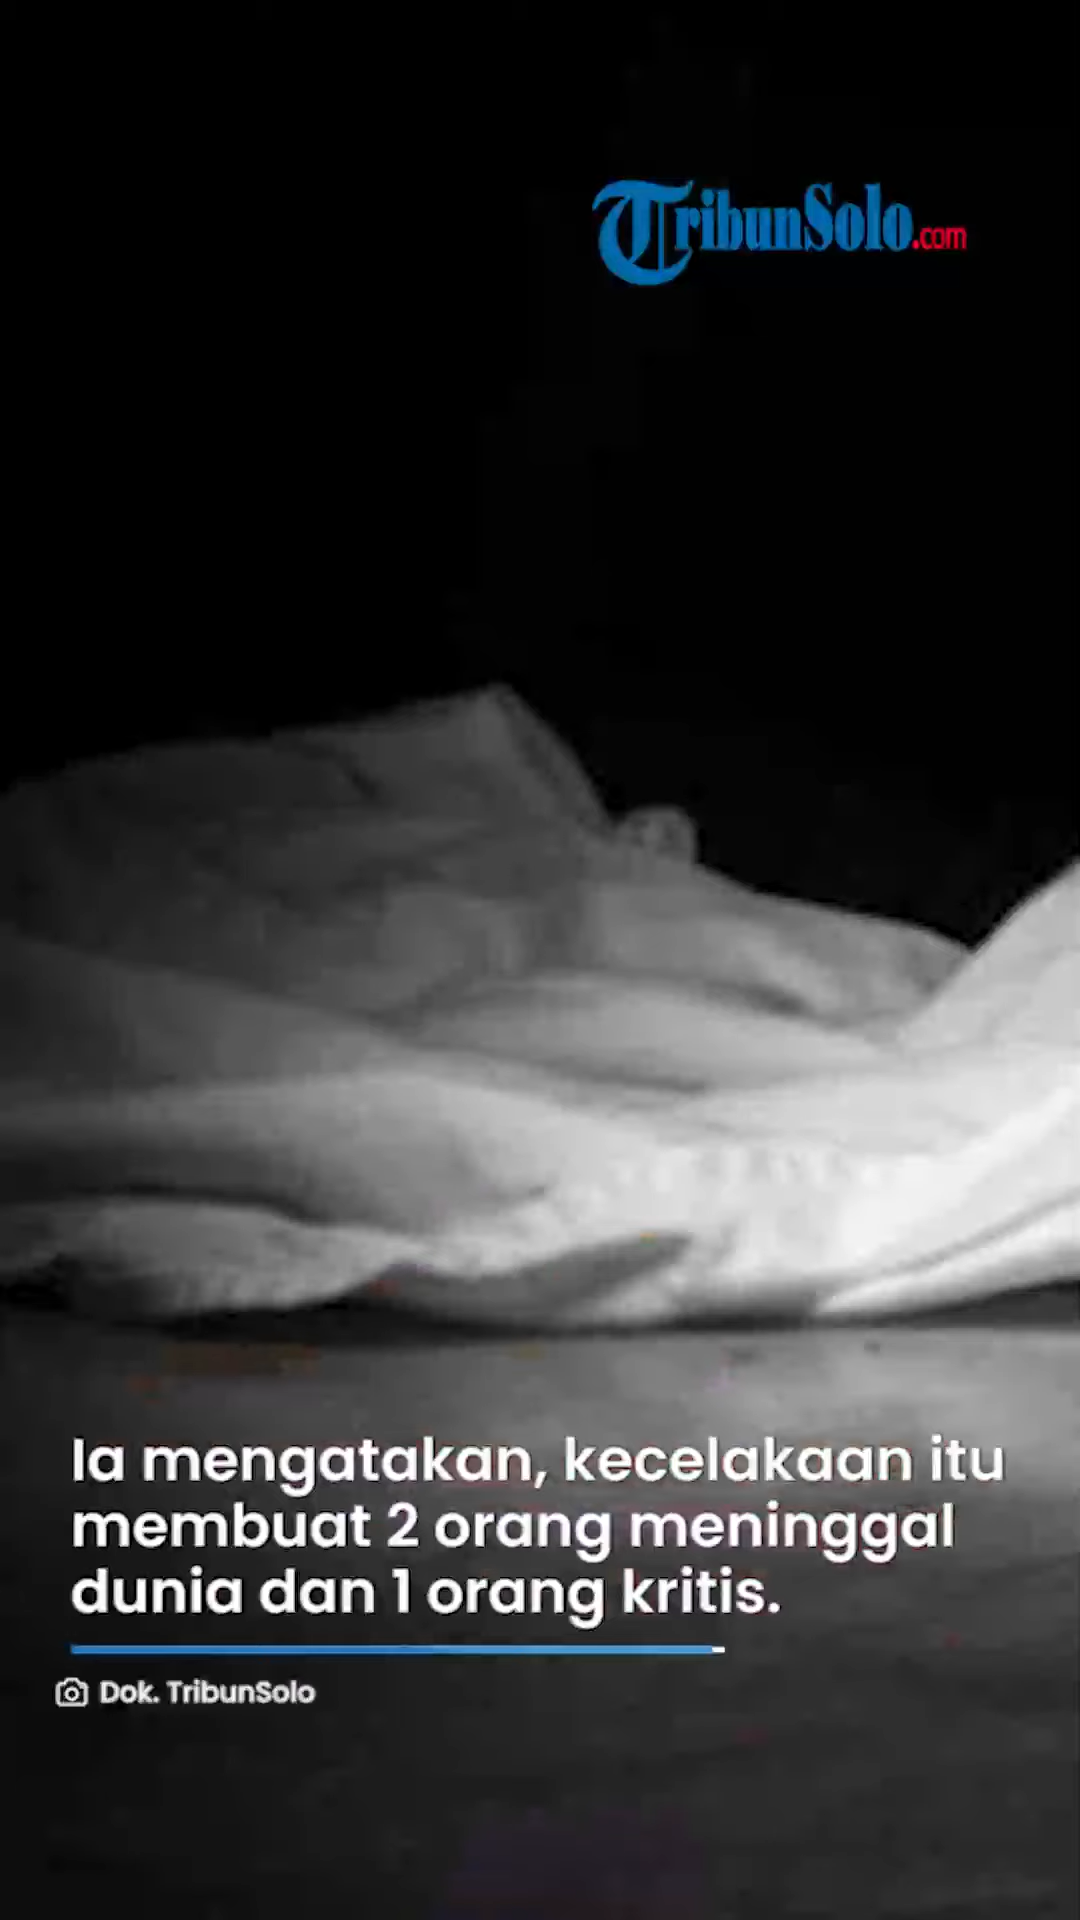 TribunSolo.com
Ia mengatakan, kecelakaan itu
membuat 2 orang meninggal
dunia dan 1 orang kritis.
Dok. TribunSolo